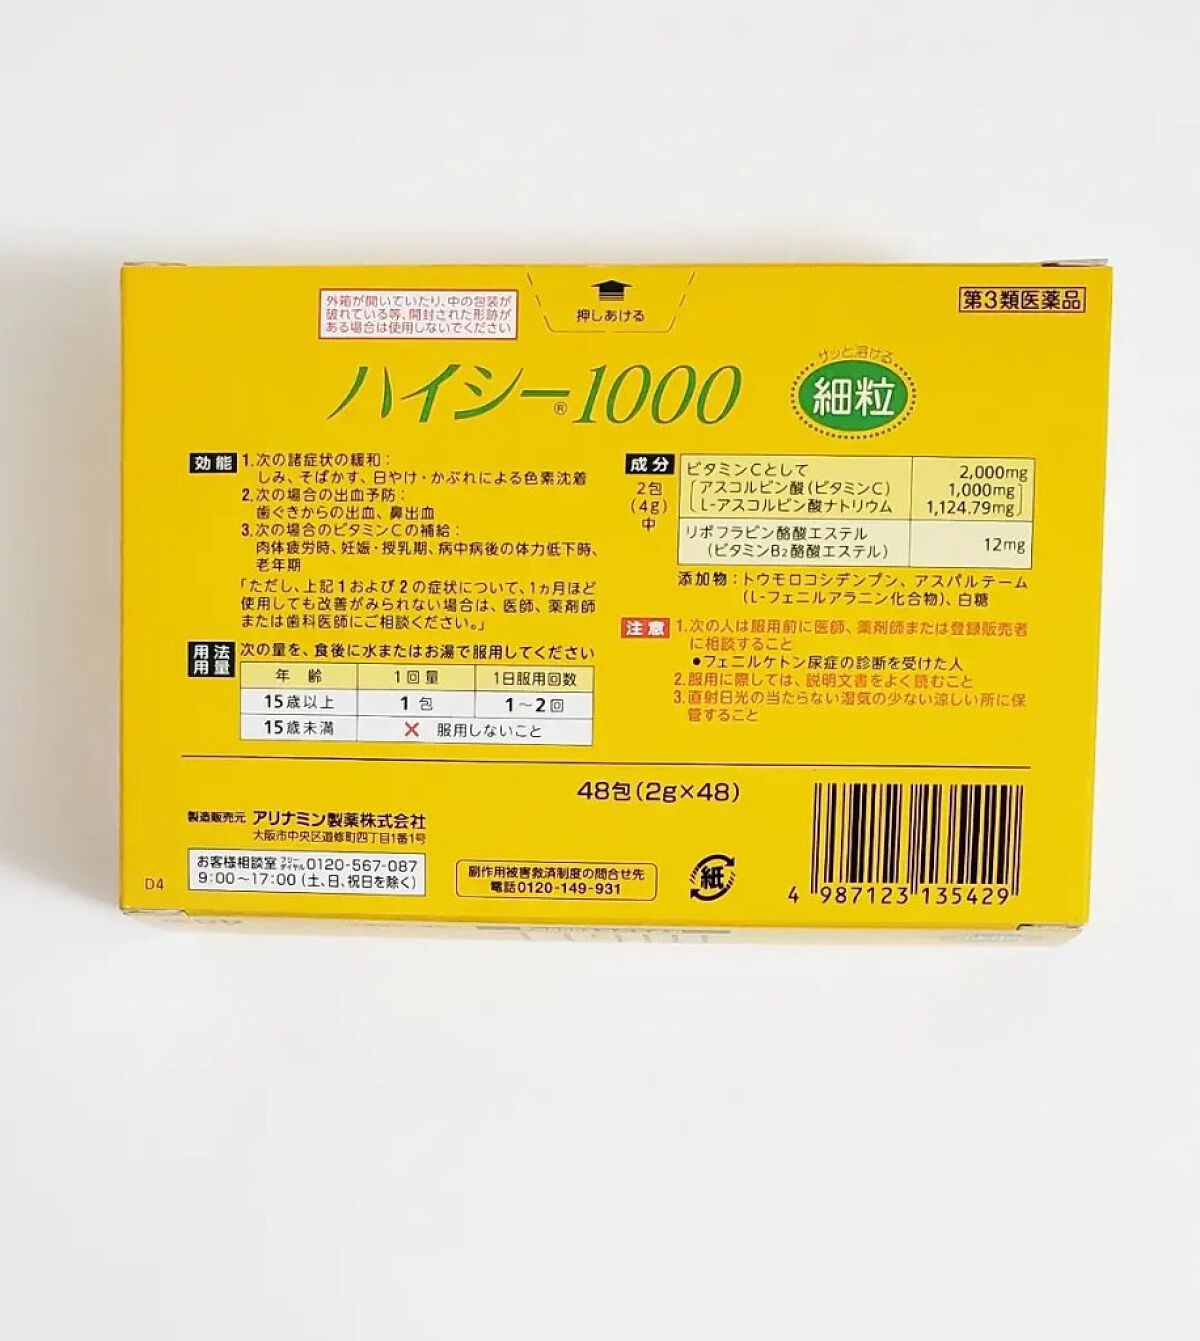 外箱が開いていたり、中の包装が
破れている等、開封された形跡が
ある場合は使用しないでください
押しあける
第3類医薬品
ハイシー®1000
サッと溶ける
細粒
効能
1.次の諸症状の緩和:
しみ、そばかす、日やけ・かぶれによる色素沈着
2.次の場合の出血予防:
歯ぐきからの出血、鼻出血
3.次の場合のビタミンCの補給:
肉体疲労時、妊娠・授乳期、病中病後の体力低下時、
老年期
「ただし、上記1および2の症状について、1ヵ月ほど
使用しても改善がみられない場合は、医師、薬剤師
または歯科医師にご相談ください。」
用法
用量
次の量を、食後に水またはお湯で服用してください
年 齢 1回量 1日服用回数
15歳以上 1 包 1〜2回
15歳未満 × 服用しないこと
成分
2包
(4g)
中
ビタミンCとして 2,000mg
アスコルビン酸(ビタミンC) 1,000mg
L-アスコルビン酸ナトリウム 1,124.79mg
リボフラビン酪酸エステル
(ビタミンB2酪酸エステル) 12mg
添加物:トウモロコシデンプン、アスパルテーム
(L-フェニルアラニン化合物)、白糖
注意
1.次の人は服用前に医師、薬剤師または登録販売者
に相談すること
●フェニルケトン尿症の診断を受けた人
2.服用に際しては、説明文書をよく読むこと
3.直射日光の当たらない湿気の少ない涼しい所に保
管すること
48包(2g×48)
製造販売元 アリナミン製薬株式会社
大阪市中央区道修町四丁目1番1号
お客様相談室 フリーダイヤル 0120-567-087
9:00〜17:00(土、日、祝日を除く)
副作用被害救済制度の問合せ先
電話0120-149-931
紙
D4
4 987123 135429